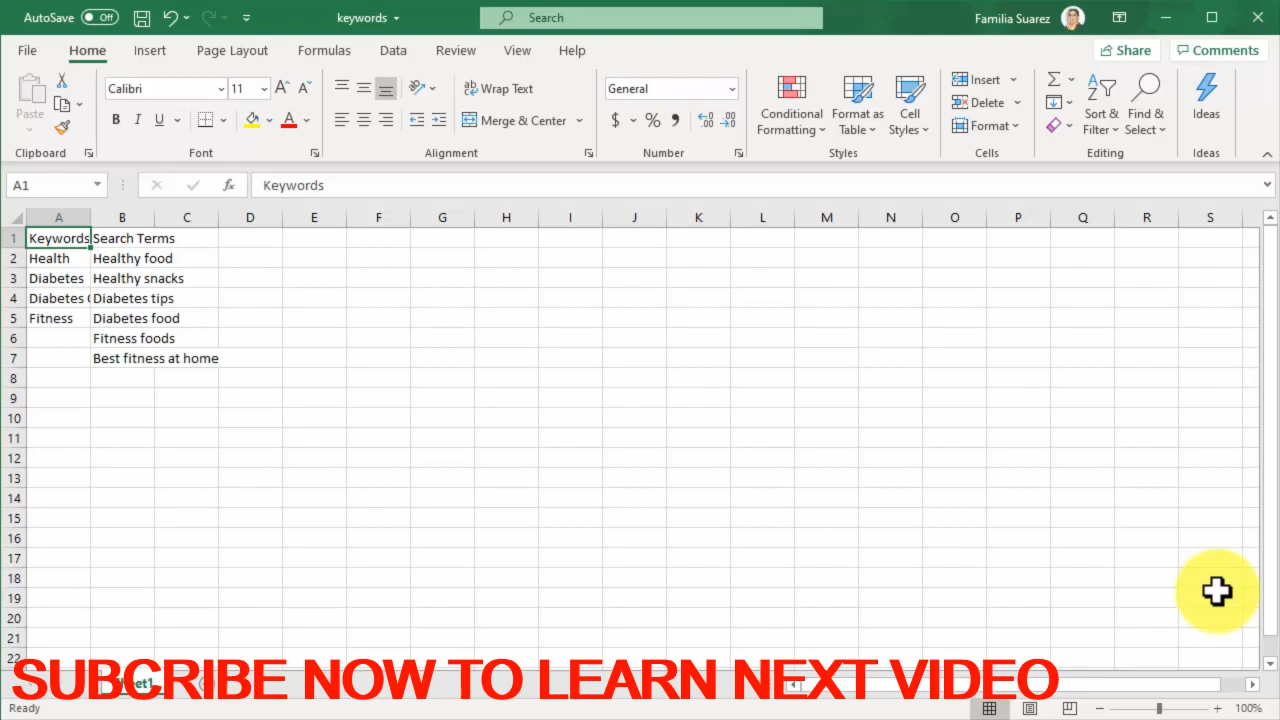 AutoSave Off keywords Search Familia Suarez
File Home Insert Page Layout Formulas Data Review View Help Share Comments
Paste Calibri 11 Wrap Text General Conditional Formatting Format as Table Cell Styles Insert Sort & Filter Find & Select Ideas
Delete
Merge & Center $ % Format
Clipboard Font Alignment Number Styles Cells Editing Ideas
A1 fx Keywords
A B C D E F G H I J K L M N O P Q R S
1 Keywords Search Terms
2 Health Healthy food
3 Diabetes Healthy snacks
4 Diabetes Diabetes tips
5 Fitness Diabetes food
6 Fitness foods
7 Best fitness at home
8
9
10
11
12
13
14
15
16
17
18
19
20
21
22
SUBCRIBE NOW TO LEARN NEXT VIDEO
Sheet1
Ready 100%